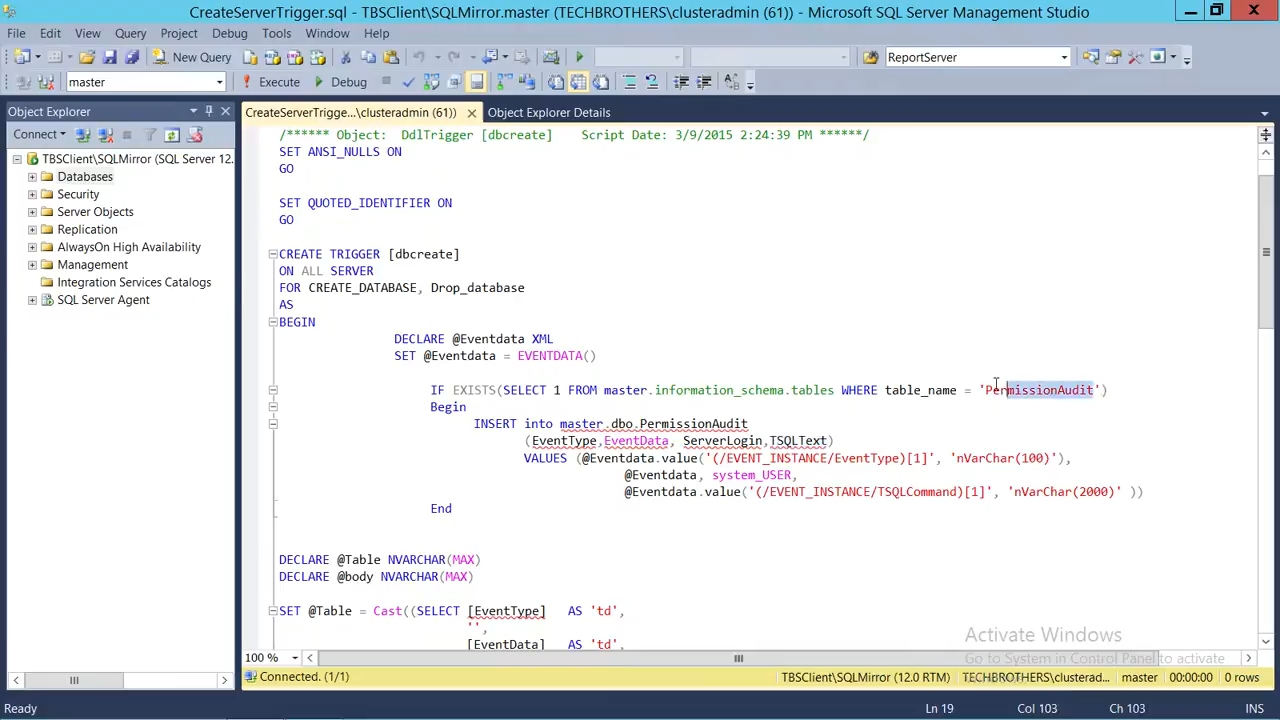 CreateServerTrigger.sql - TBSClient\SQLMirror.master (TECHBROTHERS\clusteradmin (61)) - Microsoft SQL Server Management Studio
File Edit View Query Project Debug Tools Window Help
New Query ReportServer
master Execute Debug
Object Explorer
Connect
TBSClient\SQLMirror (SQL Server 12.
Databases
Security
Server Objects
Replication
AlwaysOn High Availability
Management
Integration Services Catalogs
SQL Server Agent
CreateServerTrigge...\clusteradmin (61)) Object Explorer Details
/****** Object:  DdlTrigger [dbcreate]    Script Date: 3/9/2015 2:24:39 PM ******/
SET ANSI_NULLS ON
GO
SET QUOTED_IDENTIFIER ON
GO
CREATE TRIGGER [dbcreate]
ON ALL SERVER
FOR CREATE_DATABASE, Drop_database
AS
BEGIN
DECLARE @Eventdata XML
SET @Eventdata = EVENTDATA()
IF EXISTS(SELECT 1 FROM master.information_schema.tables WHERE table_name = 'PermissionAudit')
Begin
INSERT into master.dbo.PermissionAudit
(EventType,EventData, ServerLogin,TSQLText)
VALUES (@Eventdata.value('(/EVENT_INSTANCE/EventType)[1]', 'nVarChar(100)'),
@Eventdata, system_USER,
@Eventdata.value('(/EVENT_INSTANCE/TSQLCommand)[1]', 'nVarChar(2000)' ))
End
DECLARE @Table NVARCHAR(MAX)
DECLARE @body NVARCHAR(MAX)
SET @Table = Cast((SELECT [EventType]   AS 'td',
'',
[EventData]   AS 'td',
Activate Windows
Go to System in Control Panel to activate
100 %
Connected. (1/1) TBSClient\SQLMirror (12.0 RTM) TECHBROTHERS\clusterad... master 00:00:00 0 rows
Ready Ln 19 Col 103 Ch 103 INS